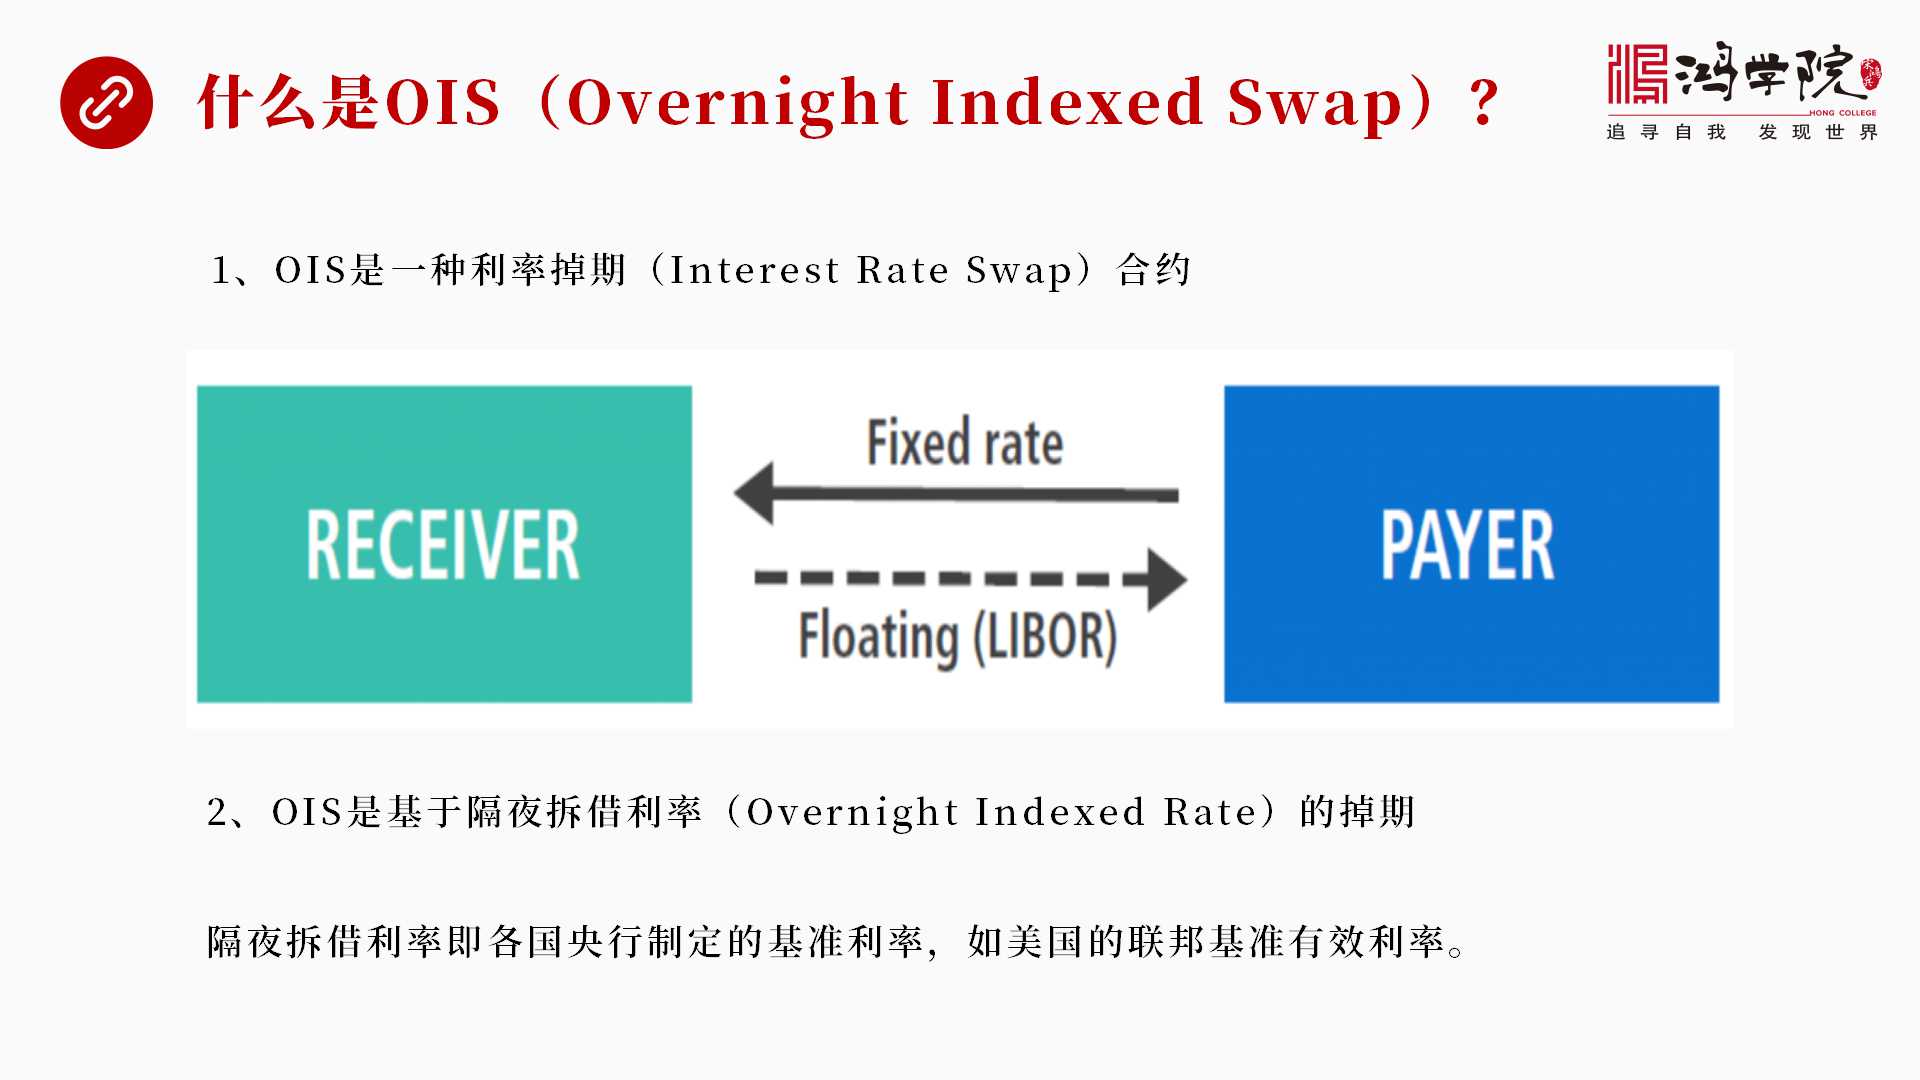 什么是OIS（Overnight Indexed Swap）？
鸿学院
宋鸿兵
HONG COLLEGE
追寻自我 发现世界
1、OIS是一种利率掉期（Interest Rate Swap）合约
Fixed rate
RECEIVER
PAYER
Floating (LIBOR)
2、OIS是基于隔夜拆借利率（Overnight Indexed Rate）的掉期
隔夜拆借利率即各国央行制定的基准利率，如美国的联邦基准有效利率。